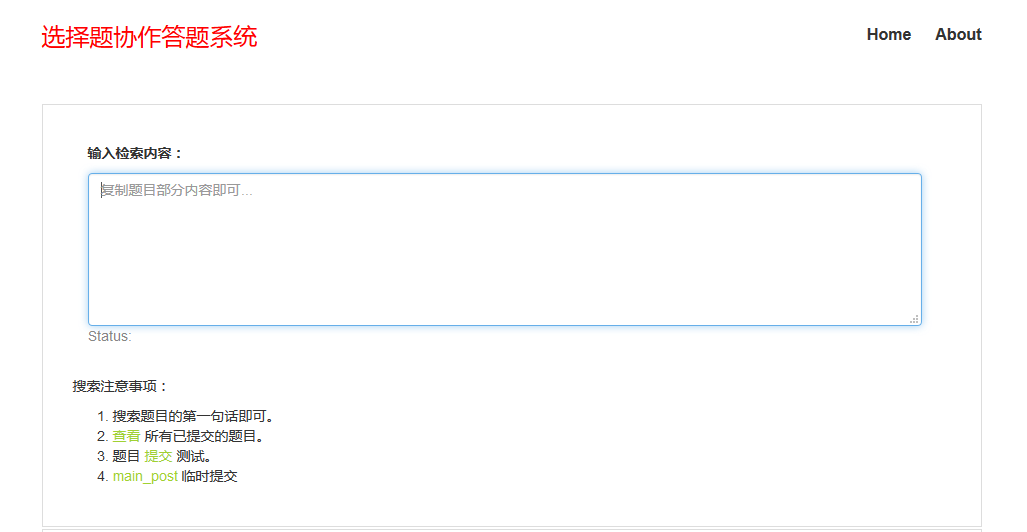 选择题协作答题系统
Home About
输入检索内容：
复制题目部分内容即可...
Status:
搜索注意事项：
1. 搜索题目的第一句话即可。
2. 查看 所有已提交的题目。
3. 题目 提交 测试。
4. main_post 临时提交